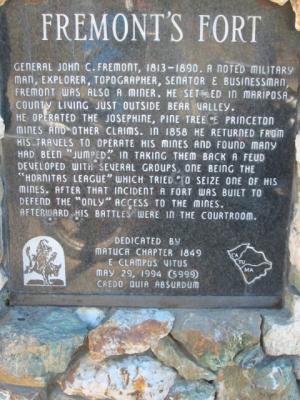 FREMONT'S FORT
GENERAL JOHN C. FREMONT, 1813-1890. A NOTED MILITARY
MAN, EXPLORER, TOPOGRAPHER, SENATOR & BUSINESSMAN,
FREMONT WAS ALSO A MINER. HE SETTLED IN MARIPOSA
COUNTY LIVING JUST OUTSIDE BEAR VALLEY.
HE OPERATED THE JOSEPHINE, PINE TREE & PRINCETON
MINES AND OTHER CLAIMS. IN 1858 HE RETURNED FROM
HIS TRAVELS TO OPERATE HIS MINES AND FOUND MANY
HAD BEEN "JUMPED." IN TAKING THEM BACK A FEUD
DEVELOPED WITH SEVERAL GROUPS, ONE BEING THE
"HORNITAS LEAGUE" WHICH TRIED TO SEIZE ONE OF HIS
MINES. AFTER THAT INCIDENT A FORT WAS BUILT TO
DEFEND THE "ONLY" ACCESS TO THE MINES.
AFTERWARD HIS BATTLES WERE IN THE COURTROOM.
DEDICATED BY
MATUCA CHAPTER 1849
E CLAMPUS VITUS
MAY 29, 1994 (5999)
CREDO QUIA ABSURDUM
CA
TU
MA